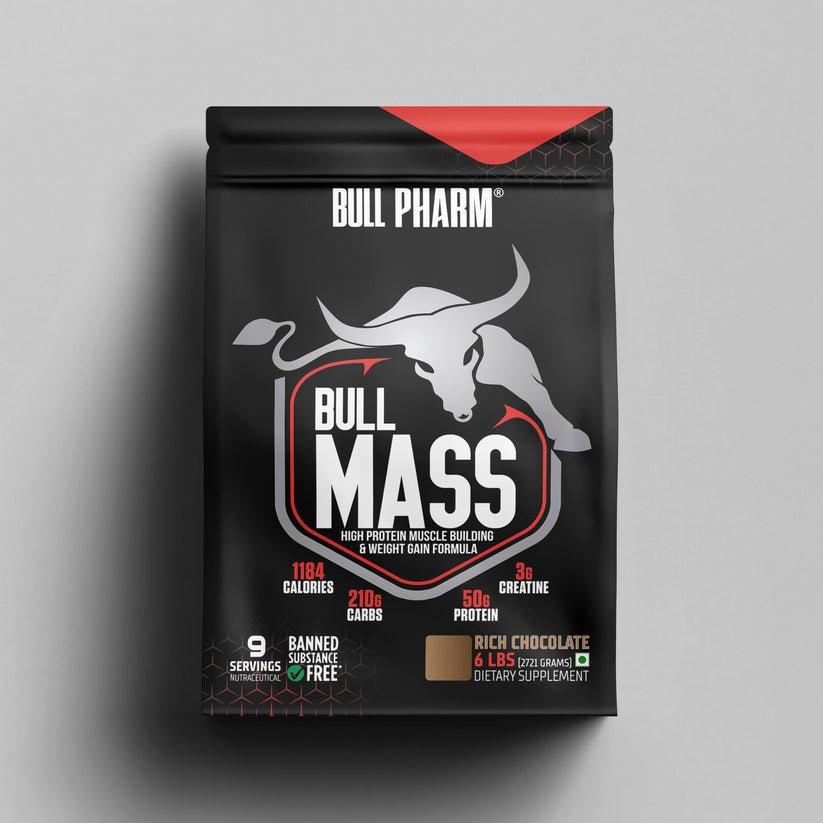 BULL PHARM®
BULL
MASS
HIGH PROTEIN MUSCLE BUILDING
& WEIGHT GAIN FORMULA
1184
CALORIES
210G
CARBS
50G
PROTEIN
3G
CREATINE
9
SERVINGS
NUTRACEUTICAL
BANNED
SUBSTANCE
FREE*
RICH CHOCOLATE
6 LBS (2721 GRAMS)
DIETARY SUPPLEMENT